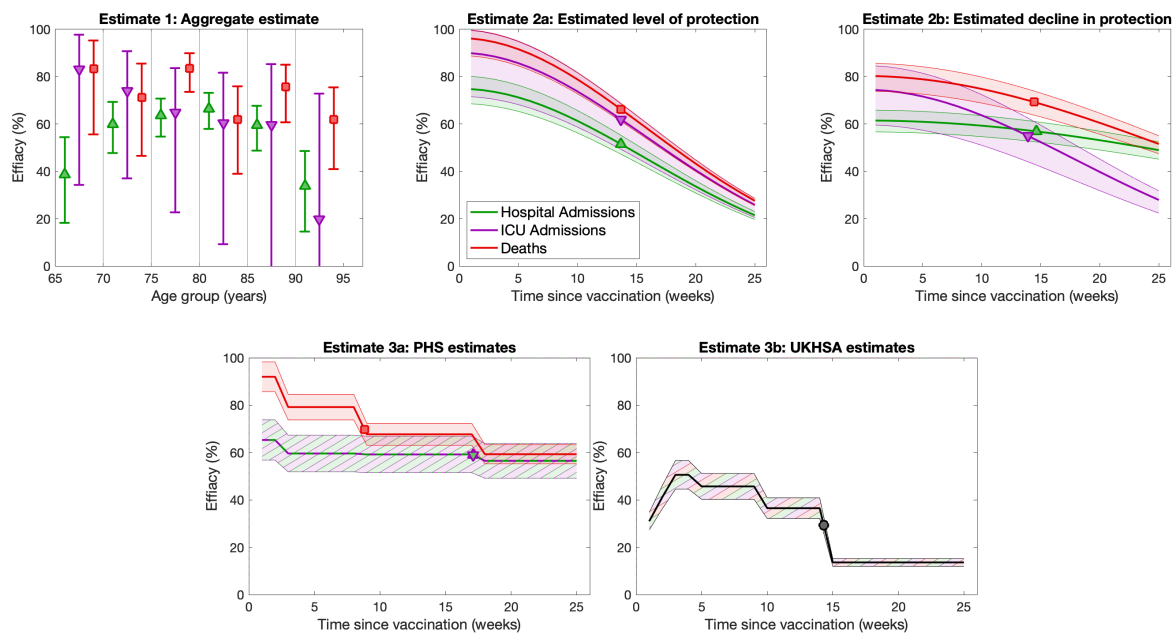 Estimate 1: Aggregate estimate
Effiacy (%)
100
80
60
40
20
0
65 70 75 80 85 90 95
Age group (years)
Estimate 2a: Estimated level of protection
Effiacy (%)
100
80
60
40
20
0
Hospital Admissions
ICU Admissions
Deaths
0 5 10 15 20 25
Time since vaccination (weeks)
Estimate 2b: Estimated decline in protection
Effiacy (%)
100
80
60
40
20
0
0 5 10 15 20 25
Time since vaccination (weeks)
Estimate 3a: PHS estimates
Effiacy (%)
100
80
60
40
20
0
0 5 10 15 20 25
Time since vaccination (weeks)
Estimate 3b: UKHSA estimates
Effiacy (%)
100
80
60
40
20
0
0 5 10 15 20 25
Time since vaccination (weeks)